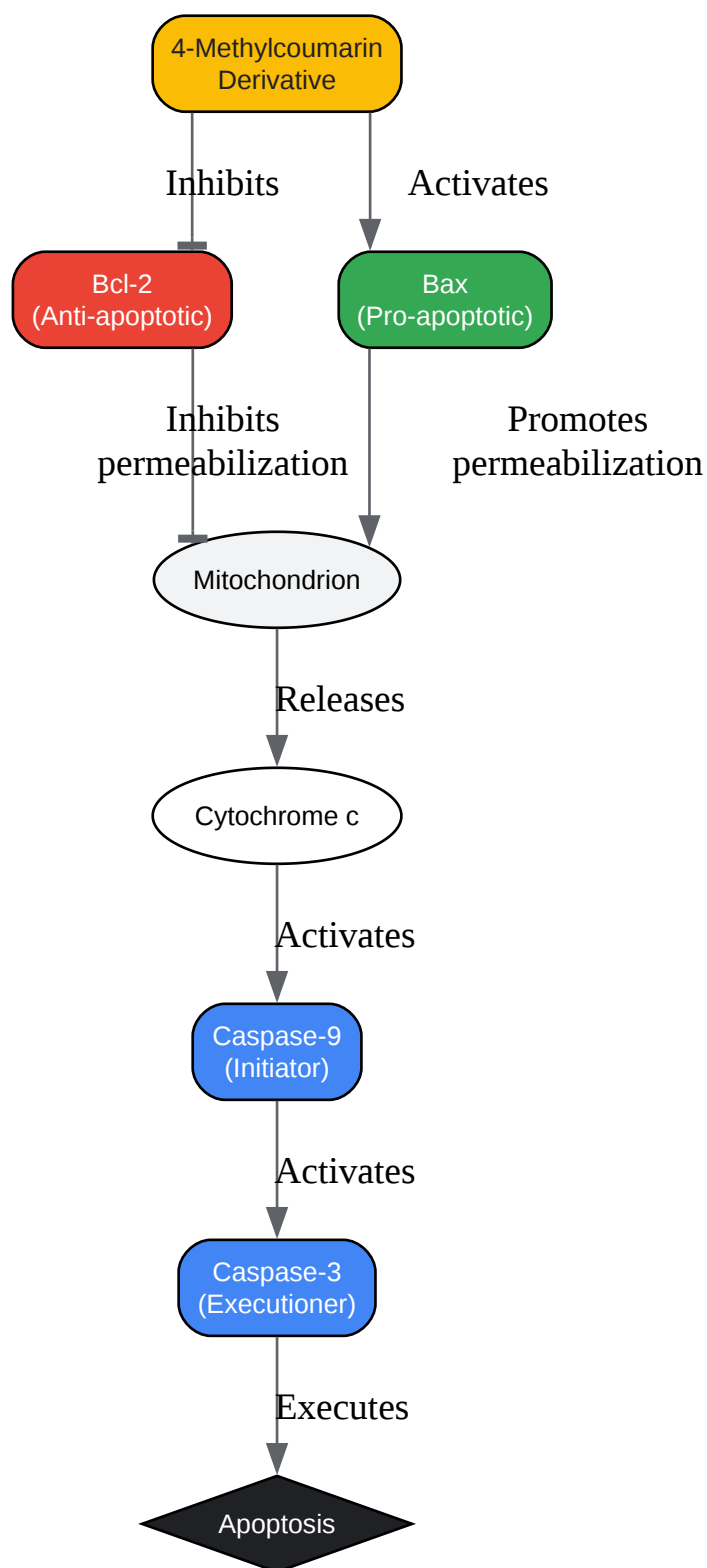 4-Methylcoumarin
Derivative
Inhibits
Activates
Bcl-2
(Anti-apoptotic)
Bax
(Pro-apoptotic)
Inhibits
permeabilization
Promotes
permeabilization
Mitochondrion
Releases
Cytochrome c
Activates
Caspase-9
(Initiator)
Activates
Caspase-3
(Executioner)
Executes
Apoptosis